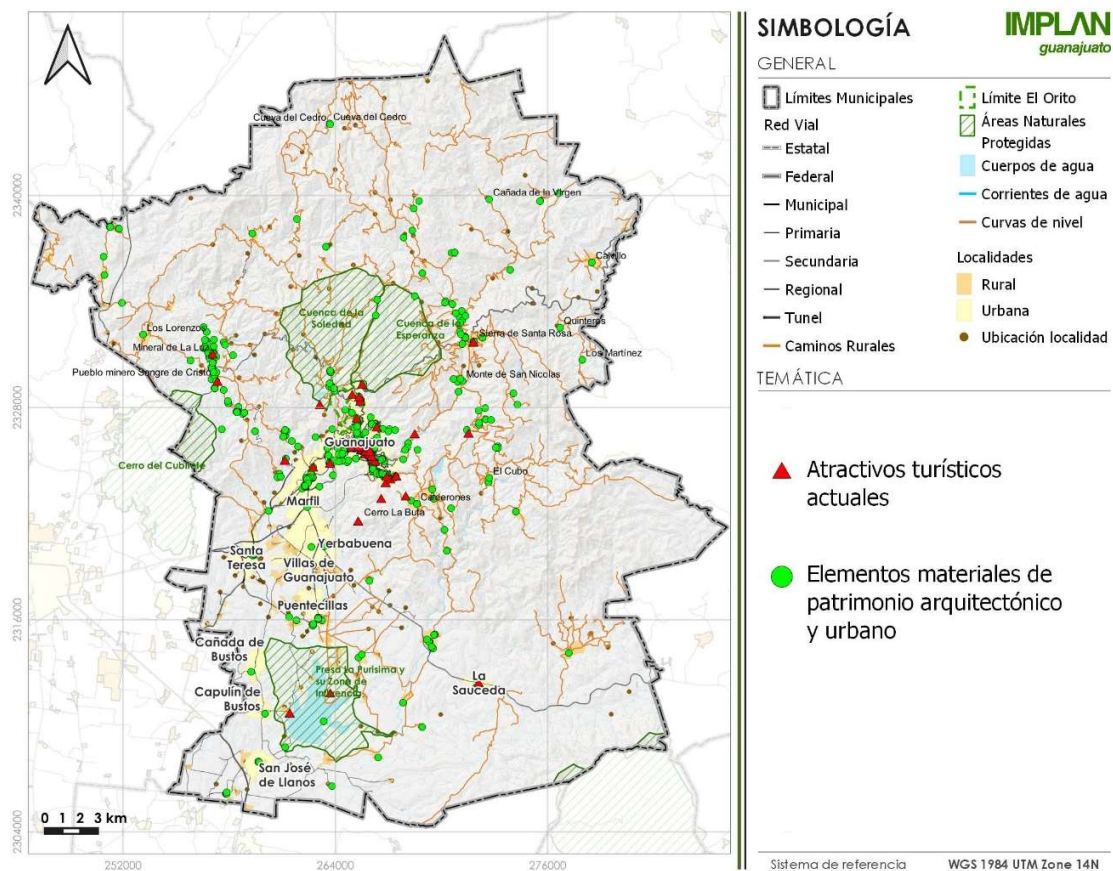 Cueva del Cedro
Cueva del Cedro
Cañada de la Virgen
Calvillo
Cuenca de la
Soledad
Cuenca de la
Esperanza
Quinteros
Sierra de Santa Rosa
Los Lorenzos
Mineral de La Luz
Los Martínez
Pueblo minero Sangre de Cristo
Monte de San Nicolas
Guanajuato
Cerro del Cubilete
El Cubo
Marfil
Calderones
Cerro La Bufa
Yerbabuena
Santa
Teresa
Villas de
Guanajuato
Puentecillas
Cañada de
Bustos
Presa La Purísima y
su Zona de
Influencia
La
Sauceda
Capulín de
Bustos
San José
de Llanos
0 1 2 3 km
2340000
2328000
2316000
2304000
252000
264000
276000
SIMBOLOGÍA
IMPLAN
guanajuato
GENERAL
Límites Municipales
Red Vial
Estatal
Federal
Municipal
Primaria
Secundaria
Regional
Tunel
Caminos Rurales
Límite El Orito
Áreas Naturales
Protegidas
Cuerpos de agua
Corrientes de agua
Curvas de nivel
Localidades
Rural
Urbana
Ubicación localidad
TEMÁTICA
Atractivos turísticos
actuales
Elementos materiales de
patrimonio arquitectónico
y urbano
Sistema de referencia WGS 1984 UTM Zone 14N